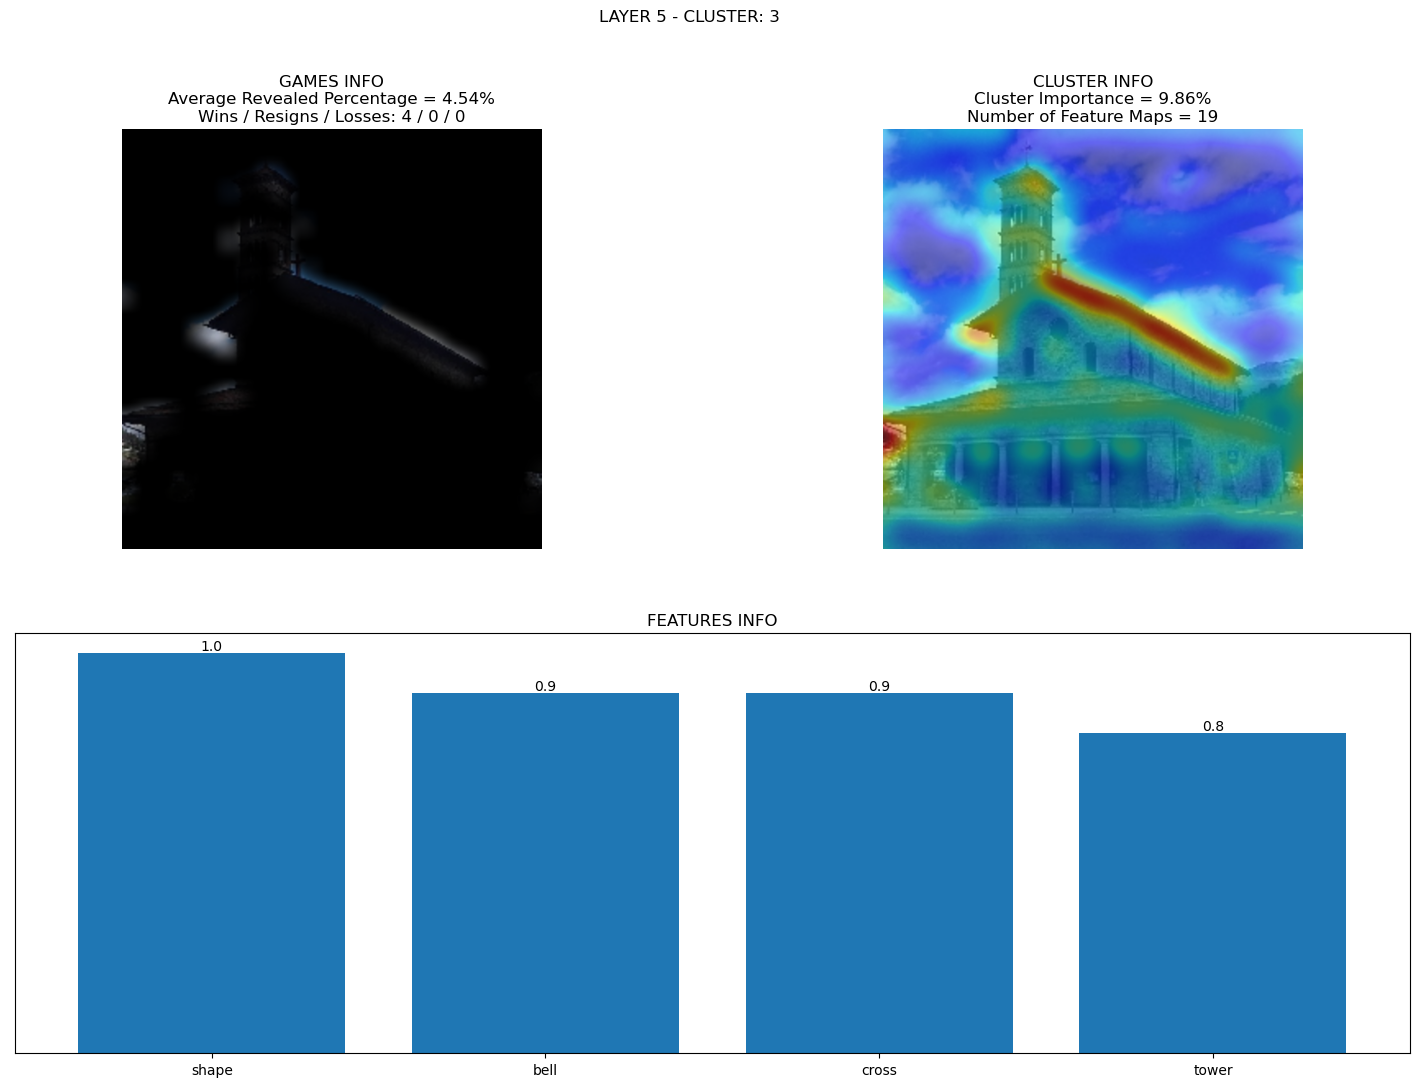 LAYER 5 - CLUSTER: 3
GAMES INFO
Average Revealed Percentage = 4.54%
Wins / Resigns / Losses: 4 / 0 / 0
CLUSTER INFO
Cluster Importance = 9.86%
Number of Feature Maps = 19
FEATURES INFO
1.0
0.9
0.9
0.8
shape
bell
cross
tower